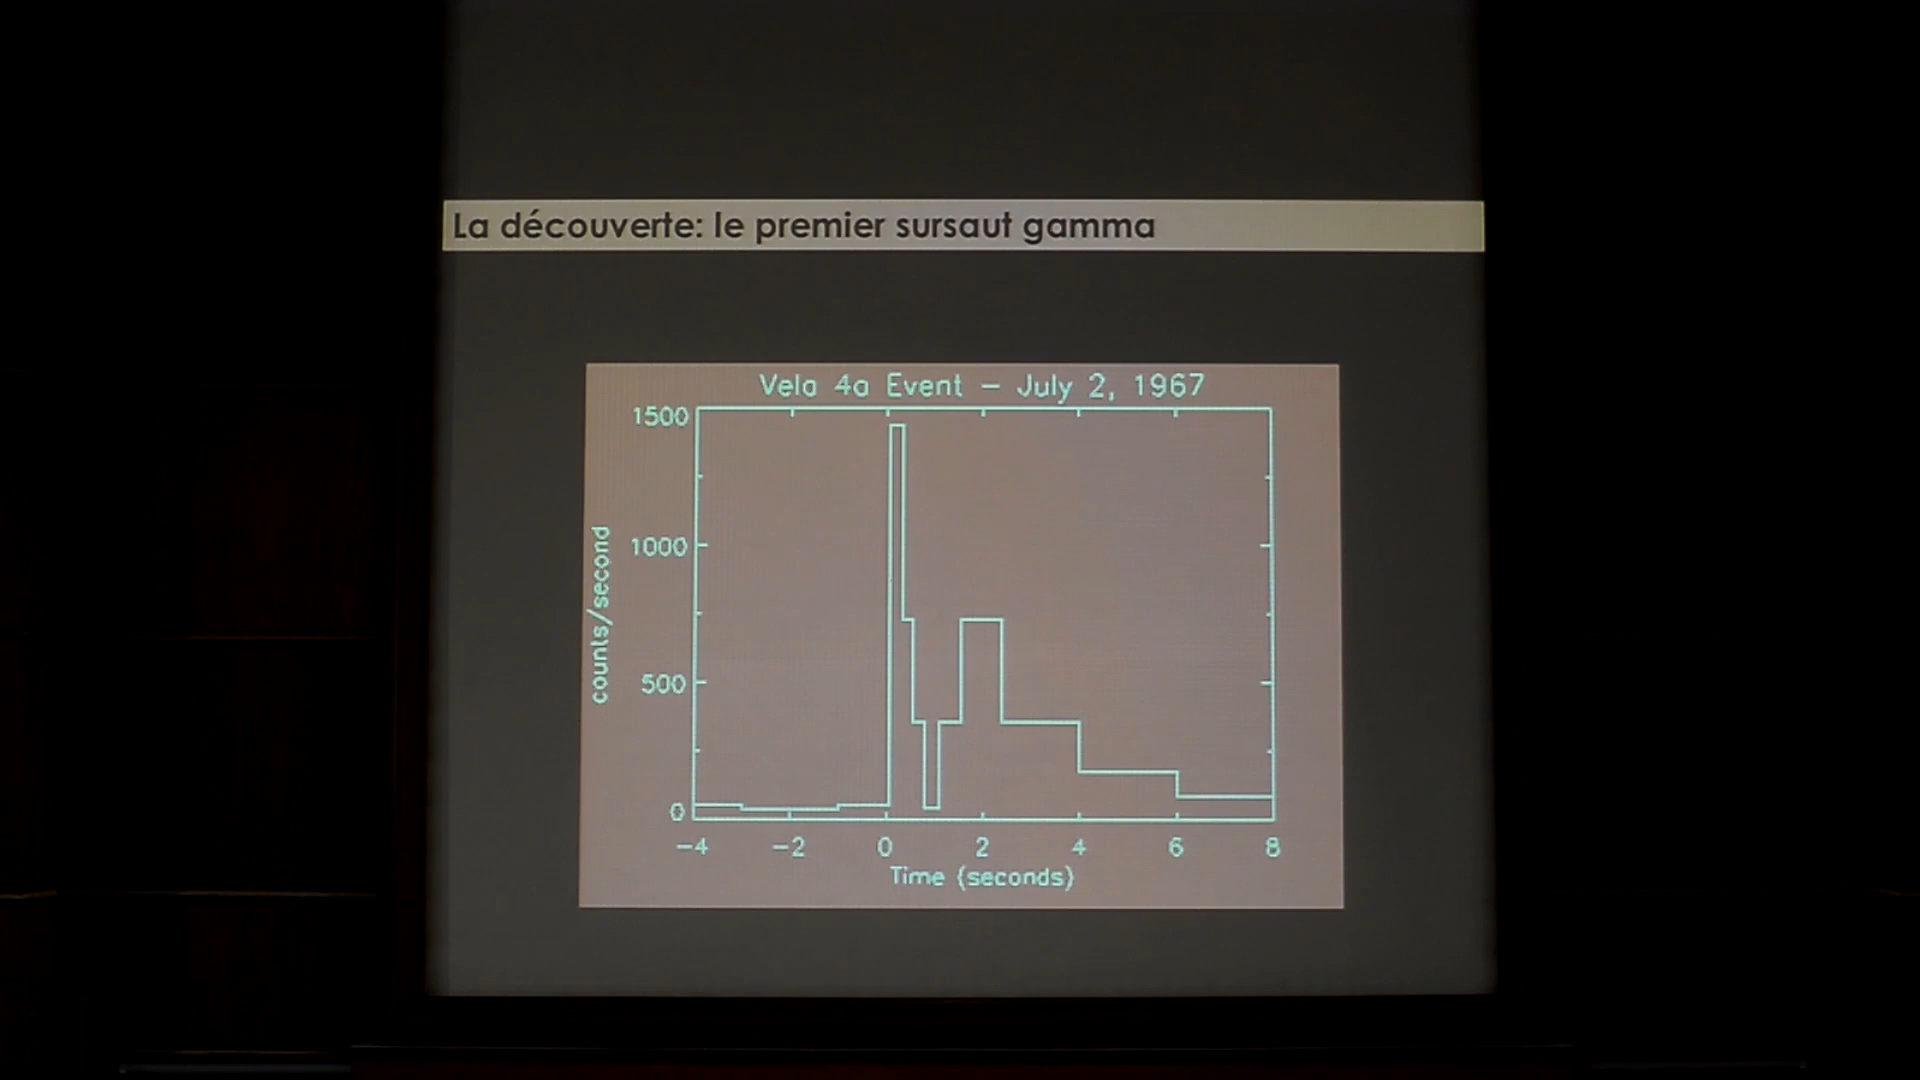 La découverte: le premier sursaut gamma
Vela 4a Event – July 2, 1967
1500
1000
500
0
counts/second
−4 −2 0 2 4 6 8
Time (seconds)